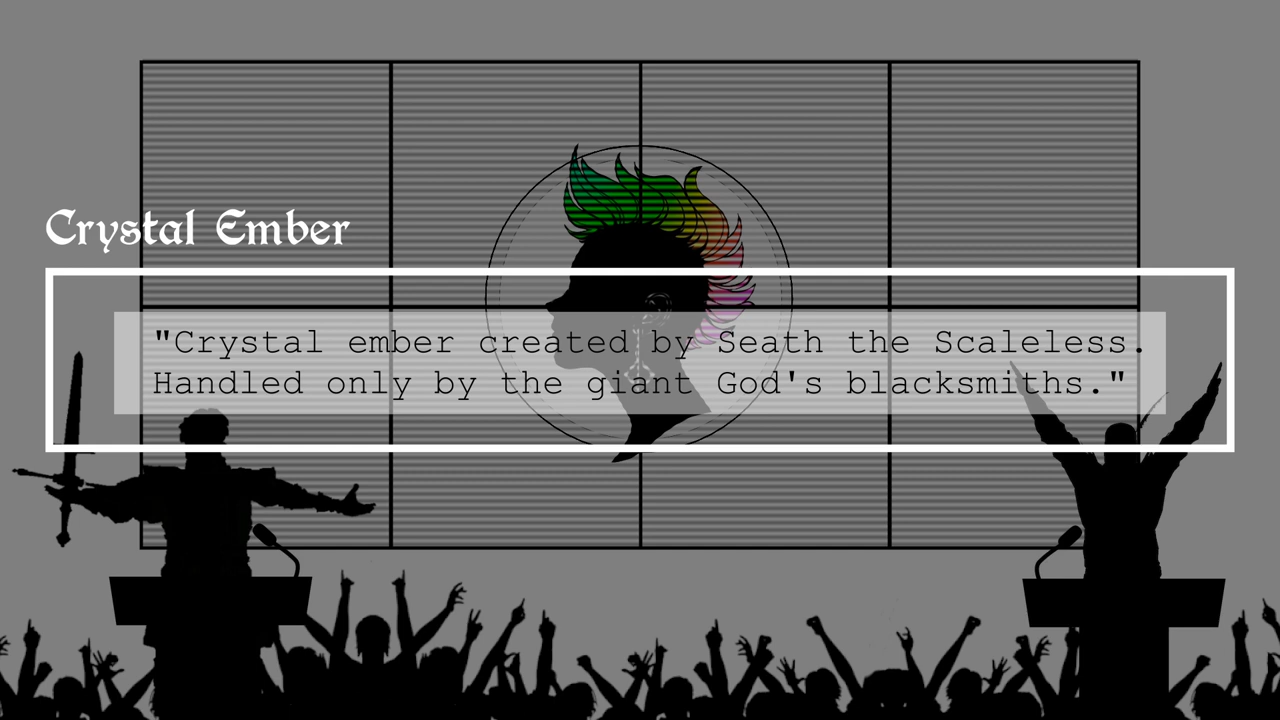 Crystal Ember
"Crystal ember created by Seath the Scaleless.
Handled only by the giant God's blacksmiths."